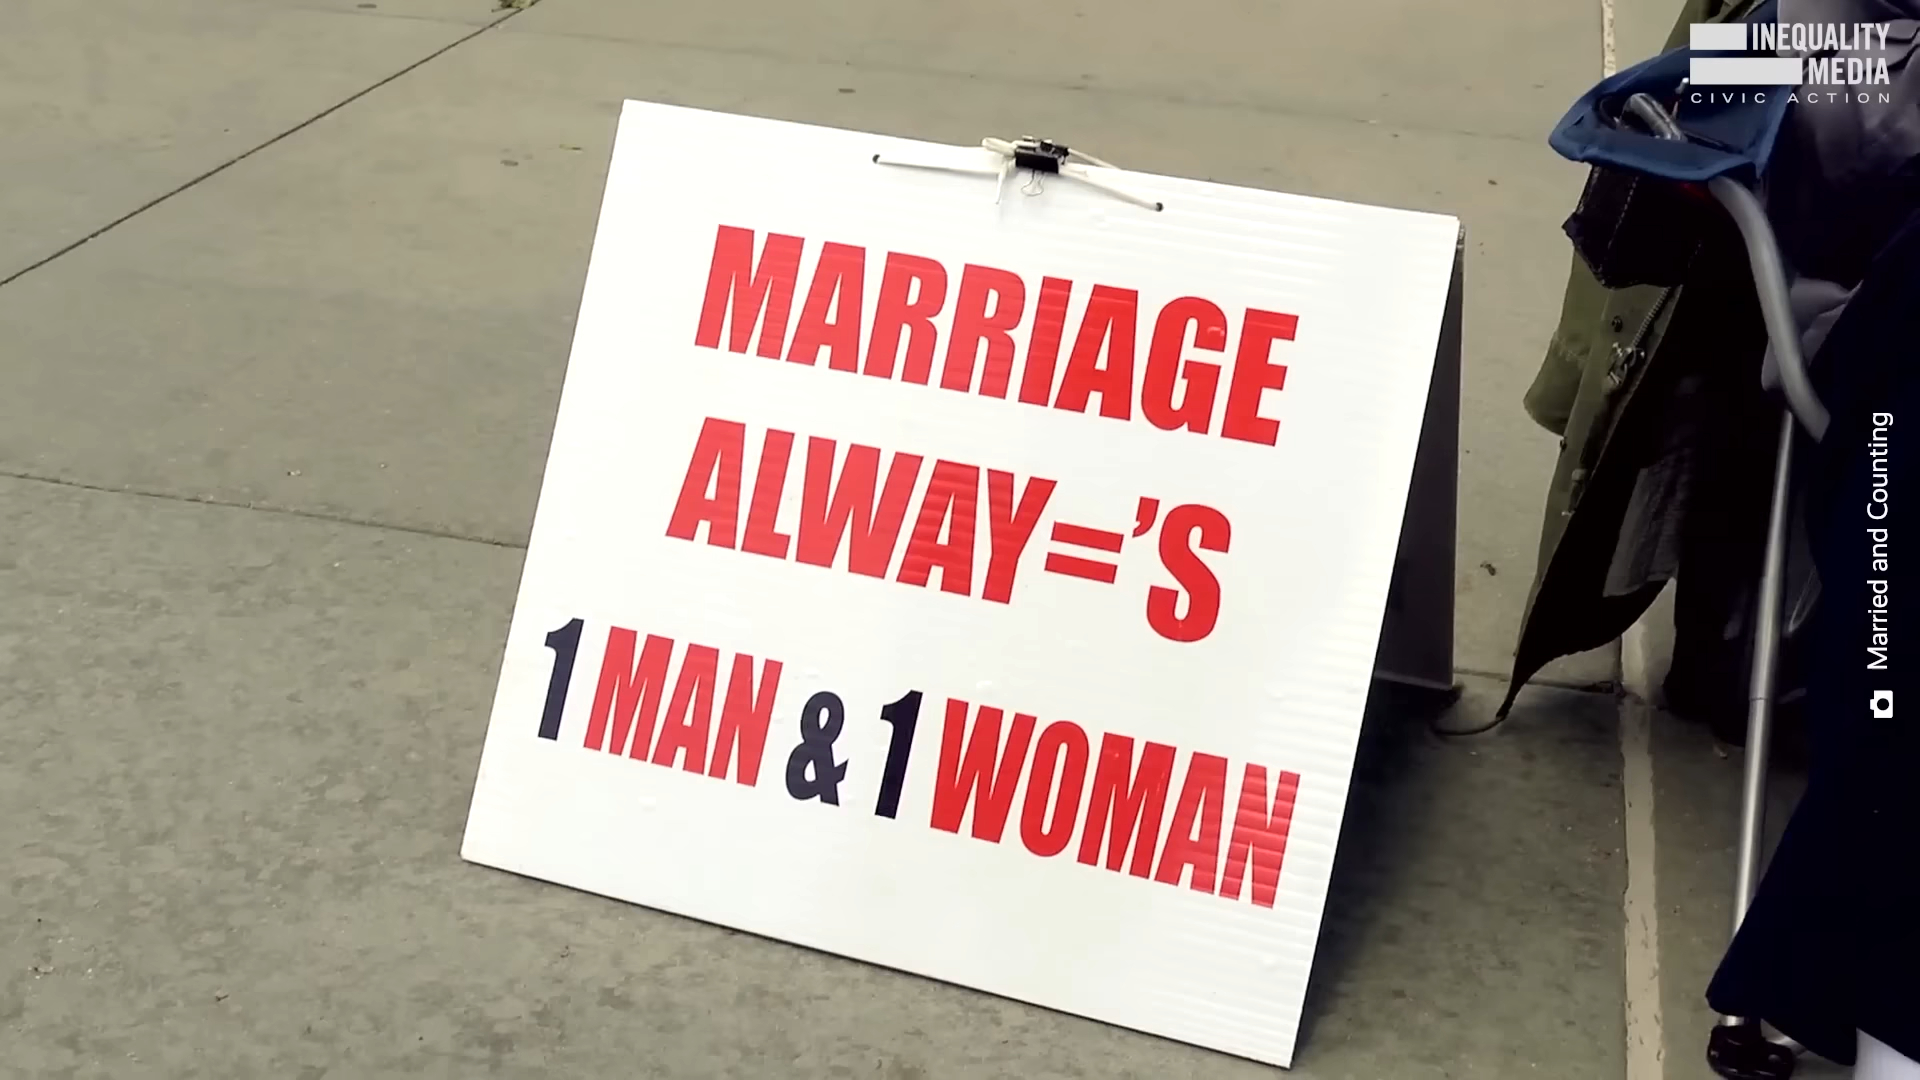 INEQUALITY
MEDIA
CIVIC ACTION
MARRIAGE
ALWAY='S
1 MAN & 1 WOMAN
Married and Counting